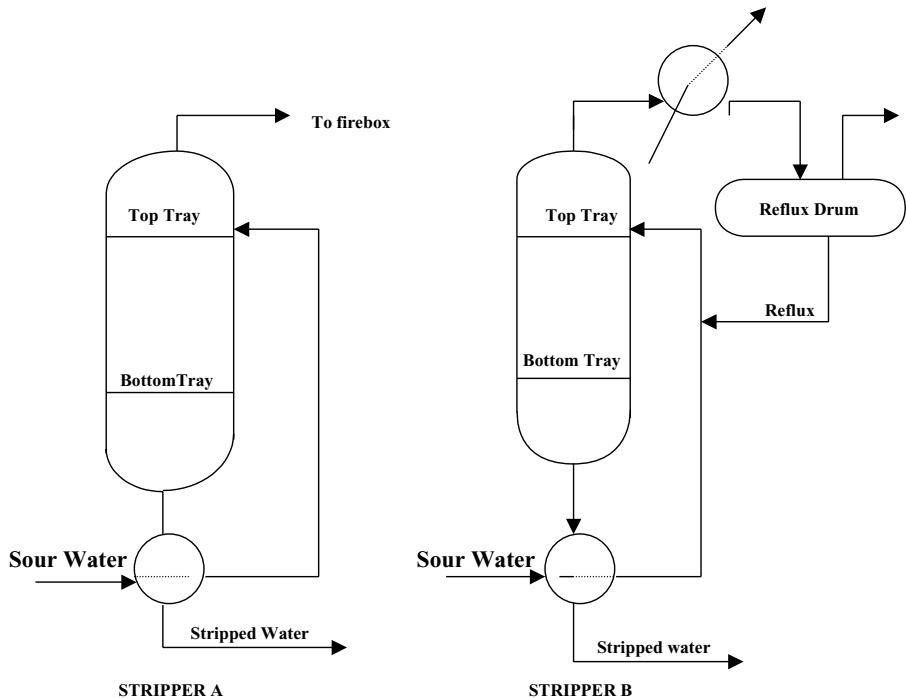 To firebox
Top Tray
BottomTray
Sour Water
Stripped Water
STRIPPER A
Top Tray
Reflux Drum
Reflux
Bottom Tray
Sour Water
Stripped water
STRIPPER B